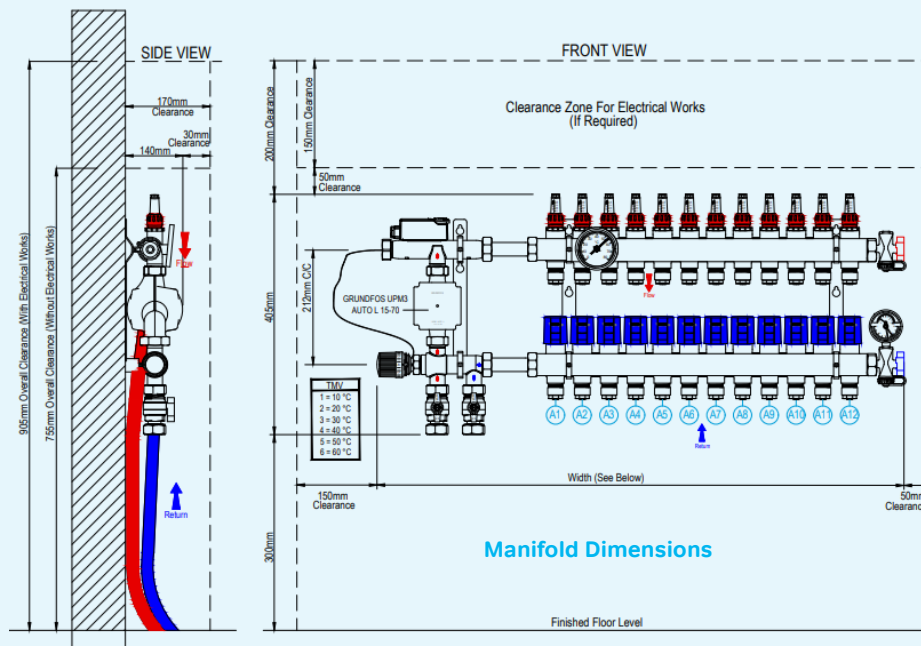 SIDE VIEW
170mm
Clearance
30mm
Clearance
140mm
905mm Overall Clearance (With Electrical Works)
755mm Overall Clearance (Without Electrical Works)
Flow
Return
FRONT VIEW
Clearance Zone For Electrical Works
(If Required)
200mm Clearance
150mm Clearance
50mm
Clearance
405mm
212mm C/C
GRUNDFOS UPM3
AUTO L 15-70
Flow
TMV
1 = 10 °C
2 = 20 °C
3 = 30 °C
4 = 40 °C
5 = 50 °C
6 = 60 °C
A1 A2 A3 A4 A5 A6 A7 A8 A9 A10 A11 A12
Return
Width (See Below)
150mm
Clearance
50mm
Clearance
300mm
Manifold Dimensions
Finished Floor Level